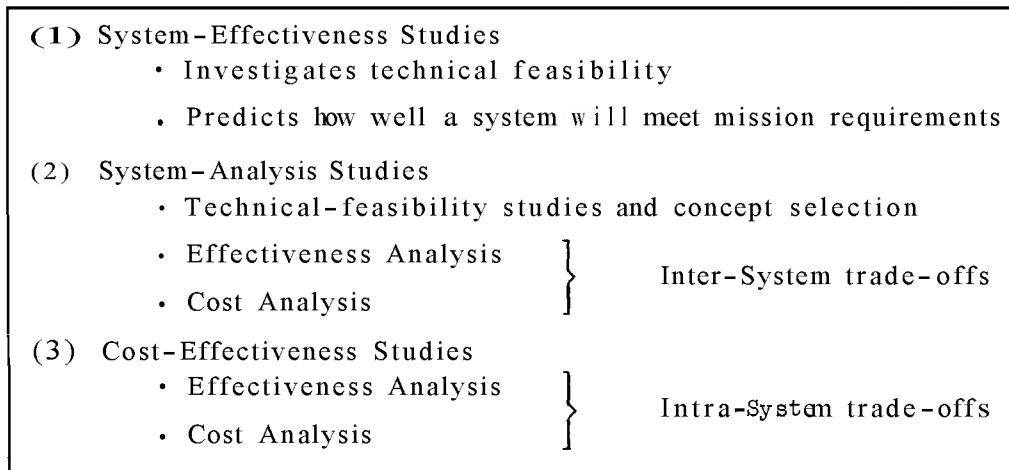 (1) System-Effectiveness Studies
· Investigates technical feasibility
. Predicts how well a system will meet mission requirements
(2) System-Analysis Studies
· Technical-feasibility studies and concept selection
· Effectiveness Analysis
· Cost Analysis
Inter-System trade-offs
(3) Cost-Effectiveness Studies
· Effectiveness Analysis
· Cost Analysis
Intra-System trade-offs